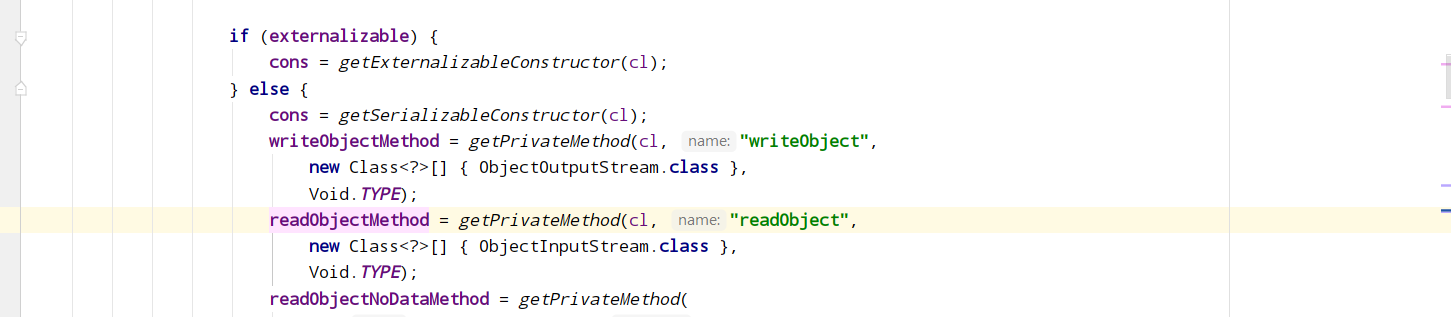 if (externalizable) {
cons = getExternalizableConstructor(cl);
} else {
cons = getSerializableConstructor(cl);
writeObjectMethod = getPrivateMethod(cl, name: "writeObject",
new Class<?>[] { ObjectOutputStream.class },
Void.TYPE);
readObjectMethod = getPrivateMethod(cl, name: "readObject",
new Class<?>[] { ObjectInputStream.class },
Void.TYPE);
readObjectNoDataMethod = getPrivateMethod(